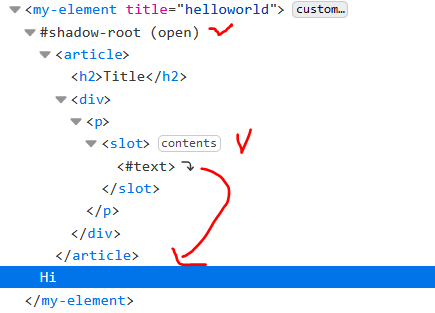 <my-element title="helloworld"> custom…
#shadow-root (open)
<article>
<h2>Title</h2>
<div>
<p>
<slot> contents
<#text>
</slot>
</p>
</div>
</article>
Hi
</my-element>